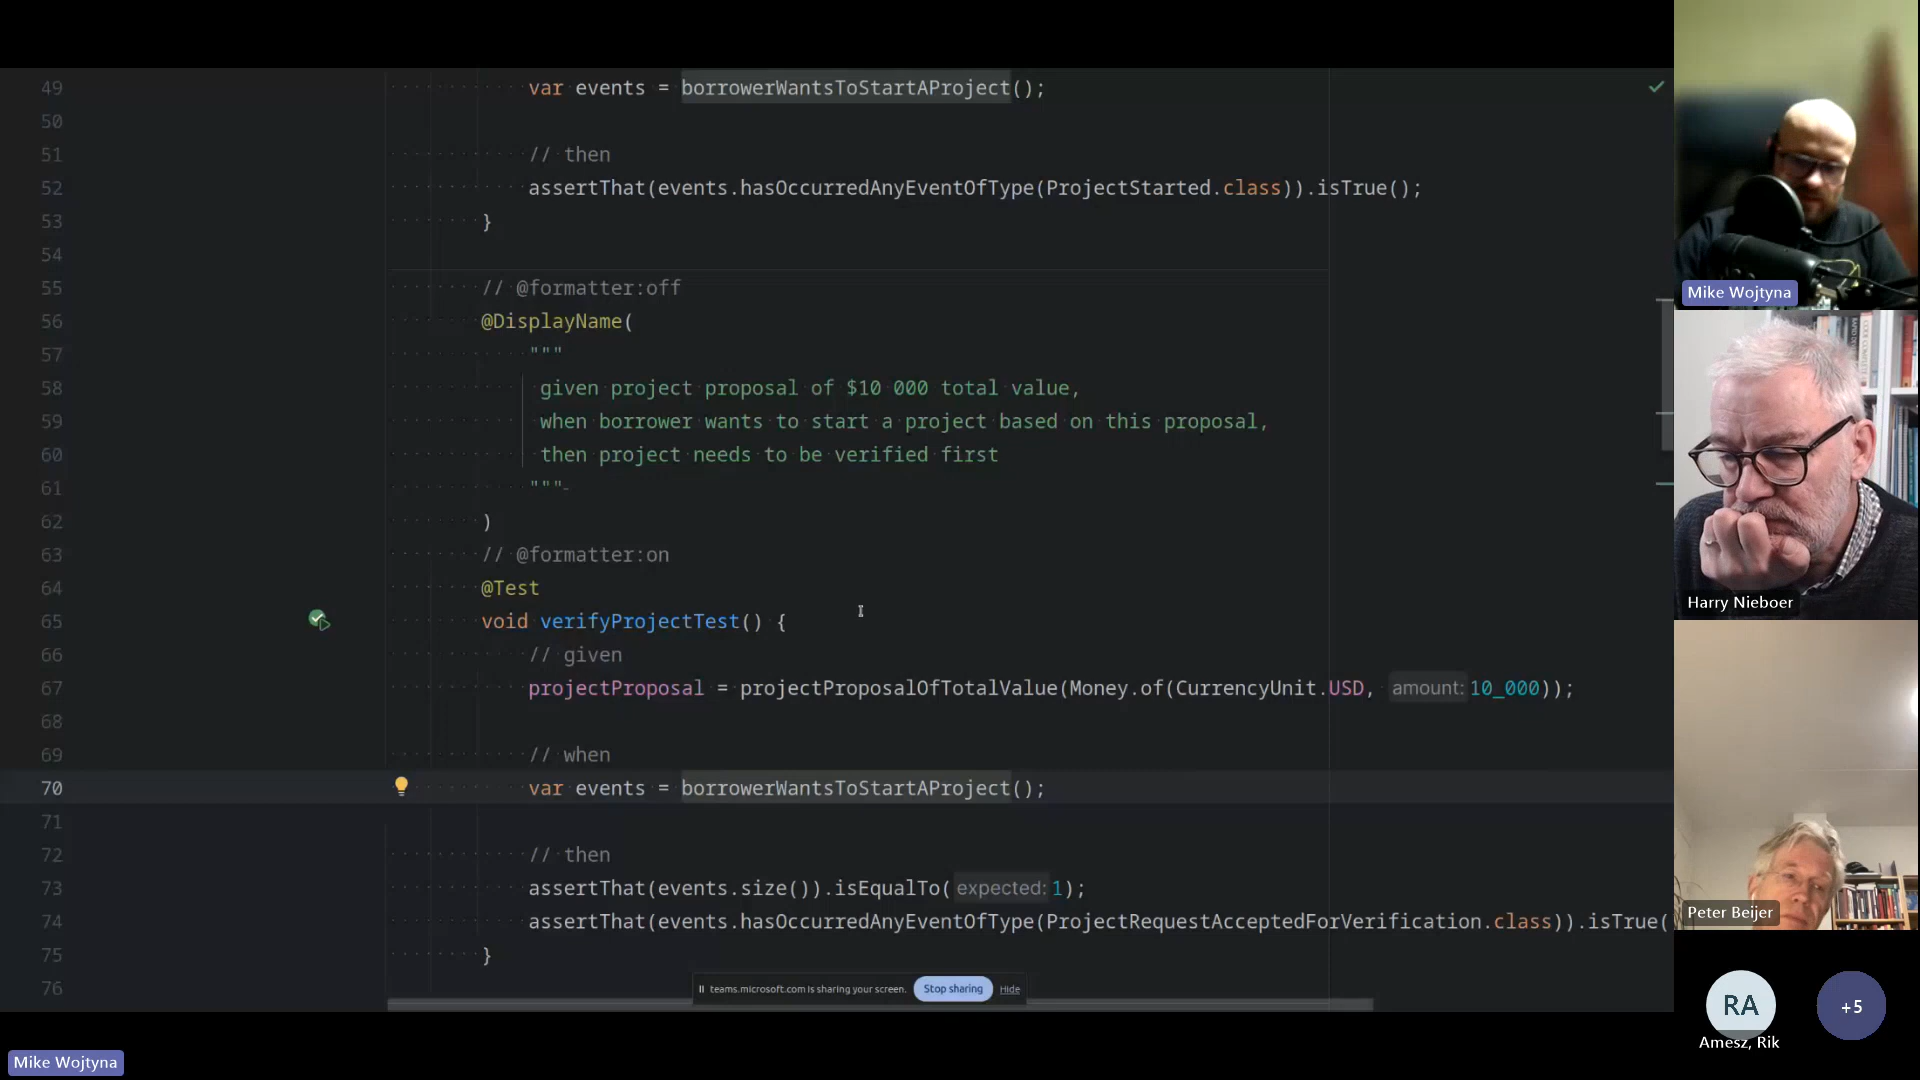 49 var events = borrowerWantsToStartAProject();
50
51 // then
52 assertThat(events.hasOccurredAnyEventOfType(ProjectStarted.class)).isTrue();
53 }
54
55 // @formatter:off
56 @DisplayName(
57 """
58 given project proposal of $10 000 total value,
59 when borrower wants to start a project based on this proposal,
60 then project needs to be verified first
61 """
62 )
63 // @formatter:on
64 @Test
65 void verifyProjectTest() {
66 // given
67 projectProposal = projectProposalOfTotalValue(Money.of(CurrencyUnit.USD, amount: 10_000));
68
69 // when
70 var events = borrowerWantsToStartAProject();
71
72 // then
73 assertThat(events.size()).isEqualTo( expected: 1);
74 assertThat(events.hasOccurredAnyEventOfType(ProjectRequestAcceptedForVerification.class)).isTrue(
75 }
76
teams.microsoft.com is sharing your screen. Stop sharing Hide
Mike Wojtyna
Mike Wojtyna
Harry Nieboer
Peter Beijer
RA
Amesz, Rik
+5